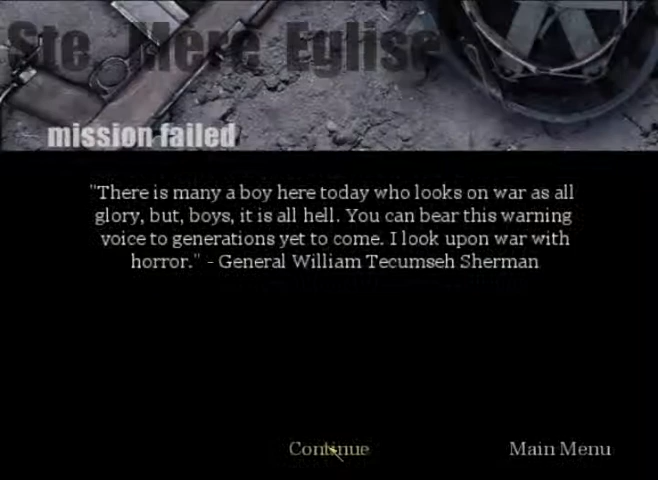 Ste. Mere Eglise
mission failed
"There is many a boy here today who looks on war as all
glory, but, boys, it is all hell. You can bear this warning
voice to generations yet to come. I look upon war with
horror." - General William Tecumseh Sherman
Continue
Main Menu